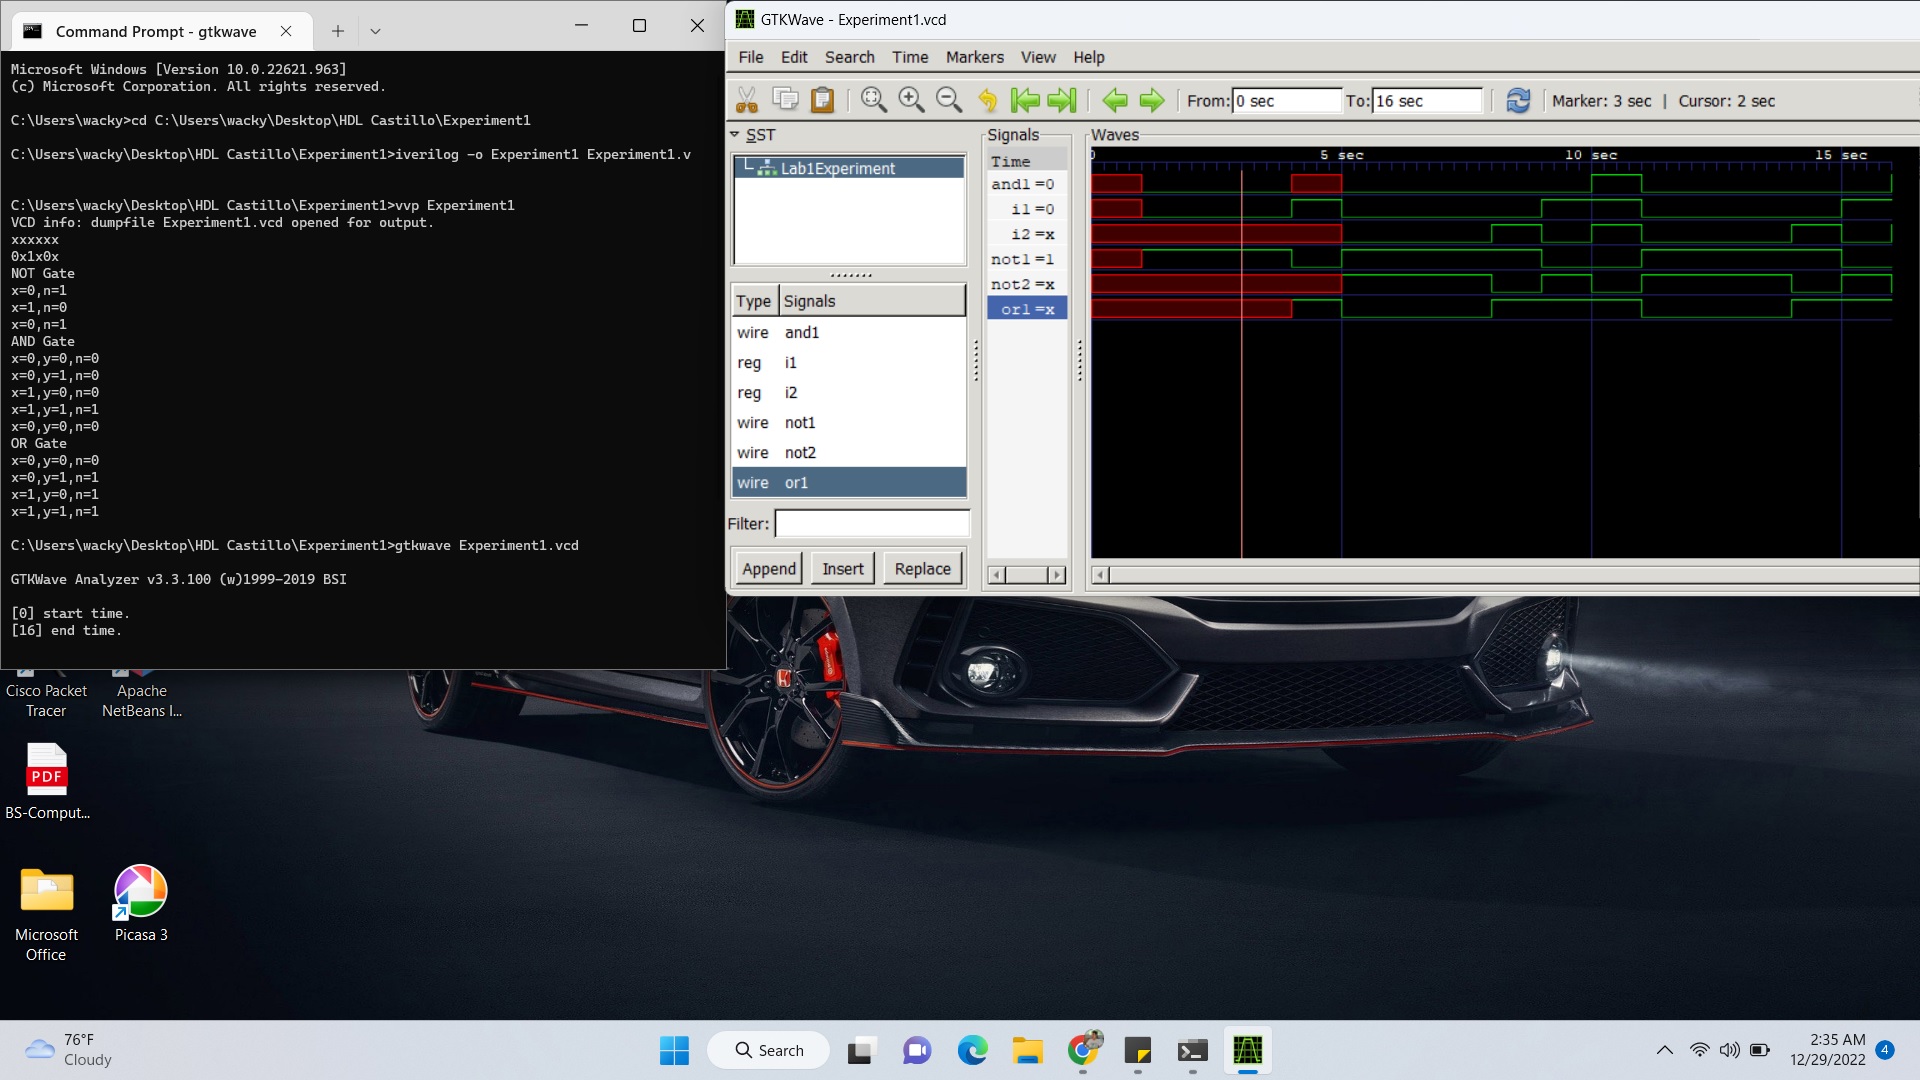 Command Prompt - gtkwave
Microsoft Windows [Version 10.0.22621.963]
(c) Microsoft Corporation. All rights reserved.
C:\Users\wacky>cd C:\Users\wacky\Desktop\HDL Castillo\Experiment1
C:\Users\wacky\Desktop\HDL Castillo\Experiment1>iverilog -o Experiment1 Experiment1.v
C:\Users\wacky\Desktop\HDL Castillo\Experiment1>vvp Experiment1
VCD info: dumpfile Experiment1.vcd opened for output.
xxxxxx
0x1x0x
NOT Gate
x=0,n=1
x=1,n=0
x=0,n=1
AND Gate
x=0,y=0,n=0
x=0,y=1,n=0
x=1,y=0,n=0
x=1,y=1,n=1
x=0,y=0,n=0
OR Gate
x=0,y=0,n=0
x=0,y=1,n=1
x=1,y=0,n=1
x=1,y=1,n=1
C:\Users\wacky\Desktop\HDL Castillo\Experiment1>gtkwave Experiment1.vcd
GTKWave Analyzer v3.3.100 (w)1999-2019 BSI
[0] start time.
[16] end time.
GTKWave - Experiment1.vcd
File Edit Search Time Markers View Help
From: 0 sec To: 16 sec Marker: 3 sec | Cursor: 2 sec
SST
Lab1Experiment
Type Signals
wire and1
reg i1
reg i2
wire not1
wire not2
wire or1
Filter:
Append Insert Replace
Signals
Time
and1 =0
i1 =0
i2 =x
not1 =1
not2 =x
or1 =x
Waves
0 5 sec 10 sec 15 sec
Cisco Packet
Tracer
Apache
NetBeans I...
PDF
BS-Comput...
Microsoft
Office
Picasa 3
76°F
Cloudy
Search
2:35 AM
12/29/2022
4